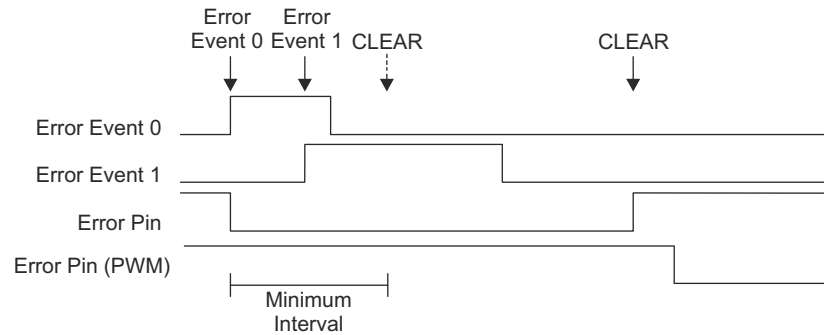 Error Error
Event 0 Event 1 CLEAR CLEAR
Error Event 0
Error Event 1
Error Pin
Error Pin (PWM)
Minimum
Interval